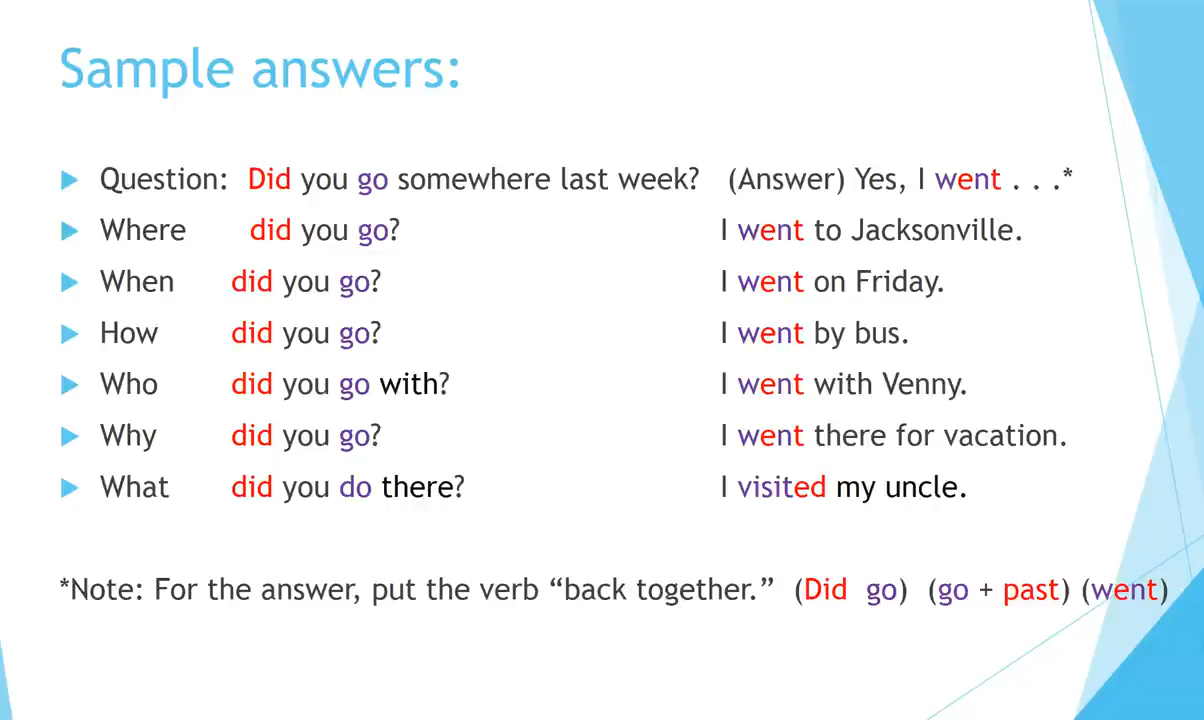 Sample answers:
Question: Did you go somewhere last week? (Answer) Yes, I went . . .*
Where did you go? I went to Jacksonville.
When did you go? I went on Friday.
How did you go? I went by bus.
Who did you go with? I went with Venny.
Why did you go? I went there for vacation.
What did you do there? I visited my uncle.
*Note: For the answer, put the verb “back together.” (Did go) (go + past) (went)